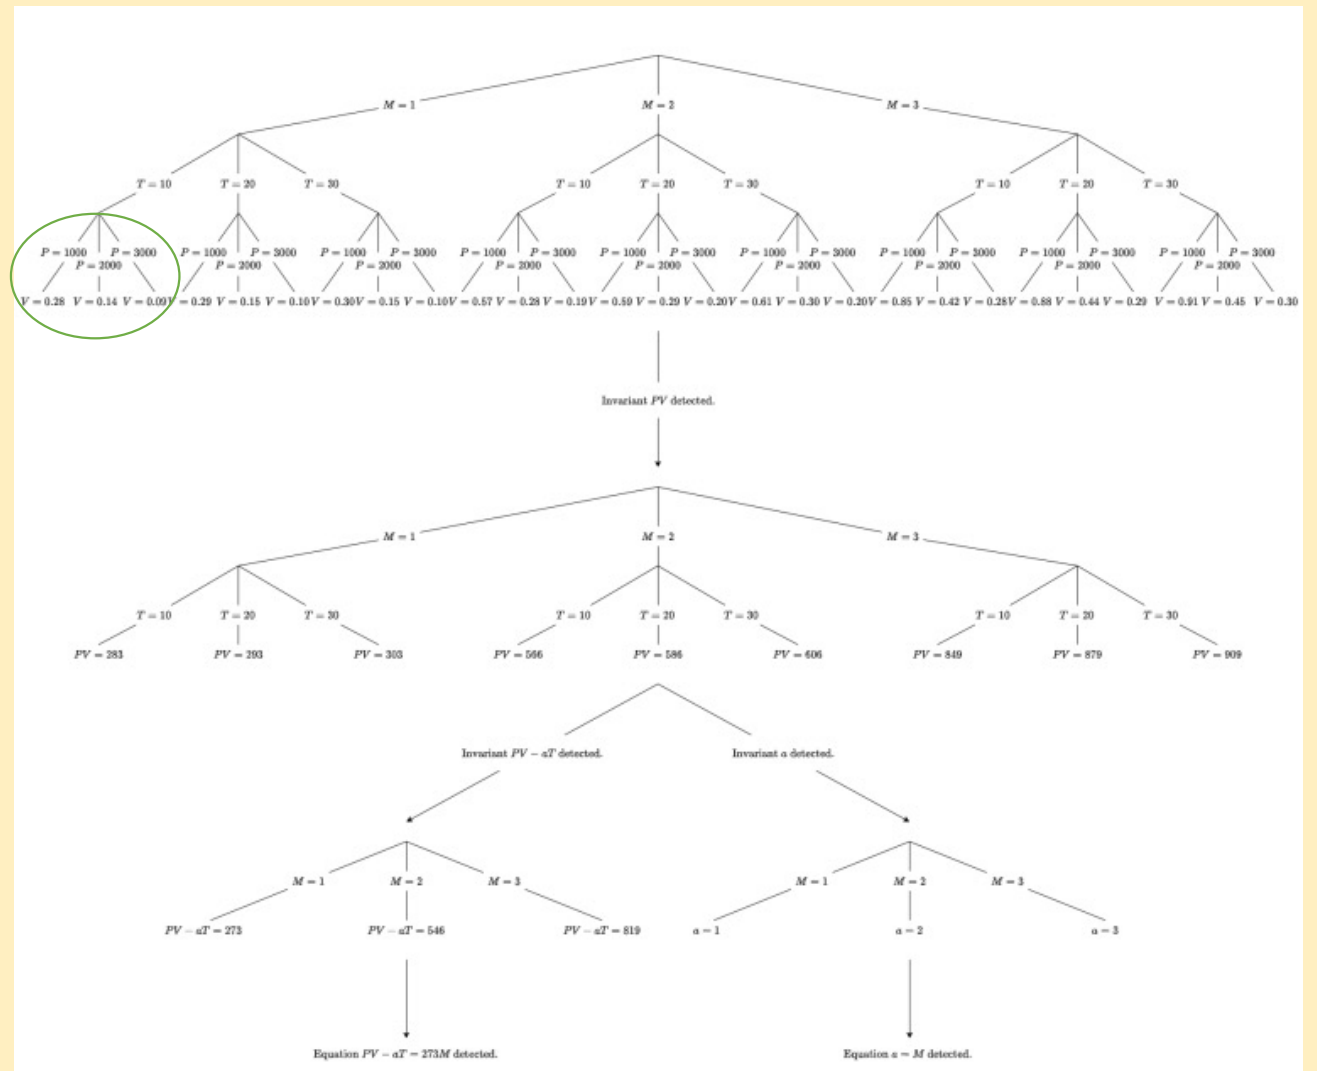 M = 1 M = 2 M = 3
T = 10 T = 20 T = 30 T = 10 T = 20 T = 30 T = 10 T = 20 T = 30
P = 1000 P = 3000 P = 1000 P = 3000 P = 1000 P = 3000 P = 1000 P = 3000 P = 1000 P = 3000 P = 1000 P = 3000 P = 1000 P = 3000 P = 1000 P = 3000 P = 1000 P = 3000
P = 2000 P = 2000 P = 2000 P = 2000 P = 2000 P = 2000 P = 2000 P = 2000 P = 2000
V = 0.28 V = 0.14 V = 0.09 V = 0.29 V = 0.15 V = 0.10 V = 0.30 V = 0.15 V = 0.10 V = 0.57 V = 0.28 V = 0.19 V = 0.59 V = 0.29 V = 0.20 V = 0.61 V = 0.30 V = 0.20 V = 0.85 V = 0.42 V = 0.28 V = 0.88 V = 0.44 V = 0.29 V = 0.91 V = 0.45 V = 0.30
Invariant PV detected.
M = 1 M = 2 M = 3
T = 10 T = 20 T = 30 T = 10 T = 20 T = 30 T = 10 T = 20 T = 30
PV = 283 PV = 293 PV = 303 PV = 566 PV = 586 PV = 606 PV = 849 PV = 879 PV = 909
Invariant PV − aT detected. Invariant a detected.
M = 1 M = 2 M = 3 M = 1 M = 2 M = 3
PV − aT = 273 PV − aT = 546 PV − aT = 819 a = 1 a = 2 a = 3
Equation PV − aT = 273M detected. Equation a = M detected.